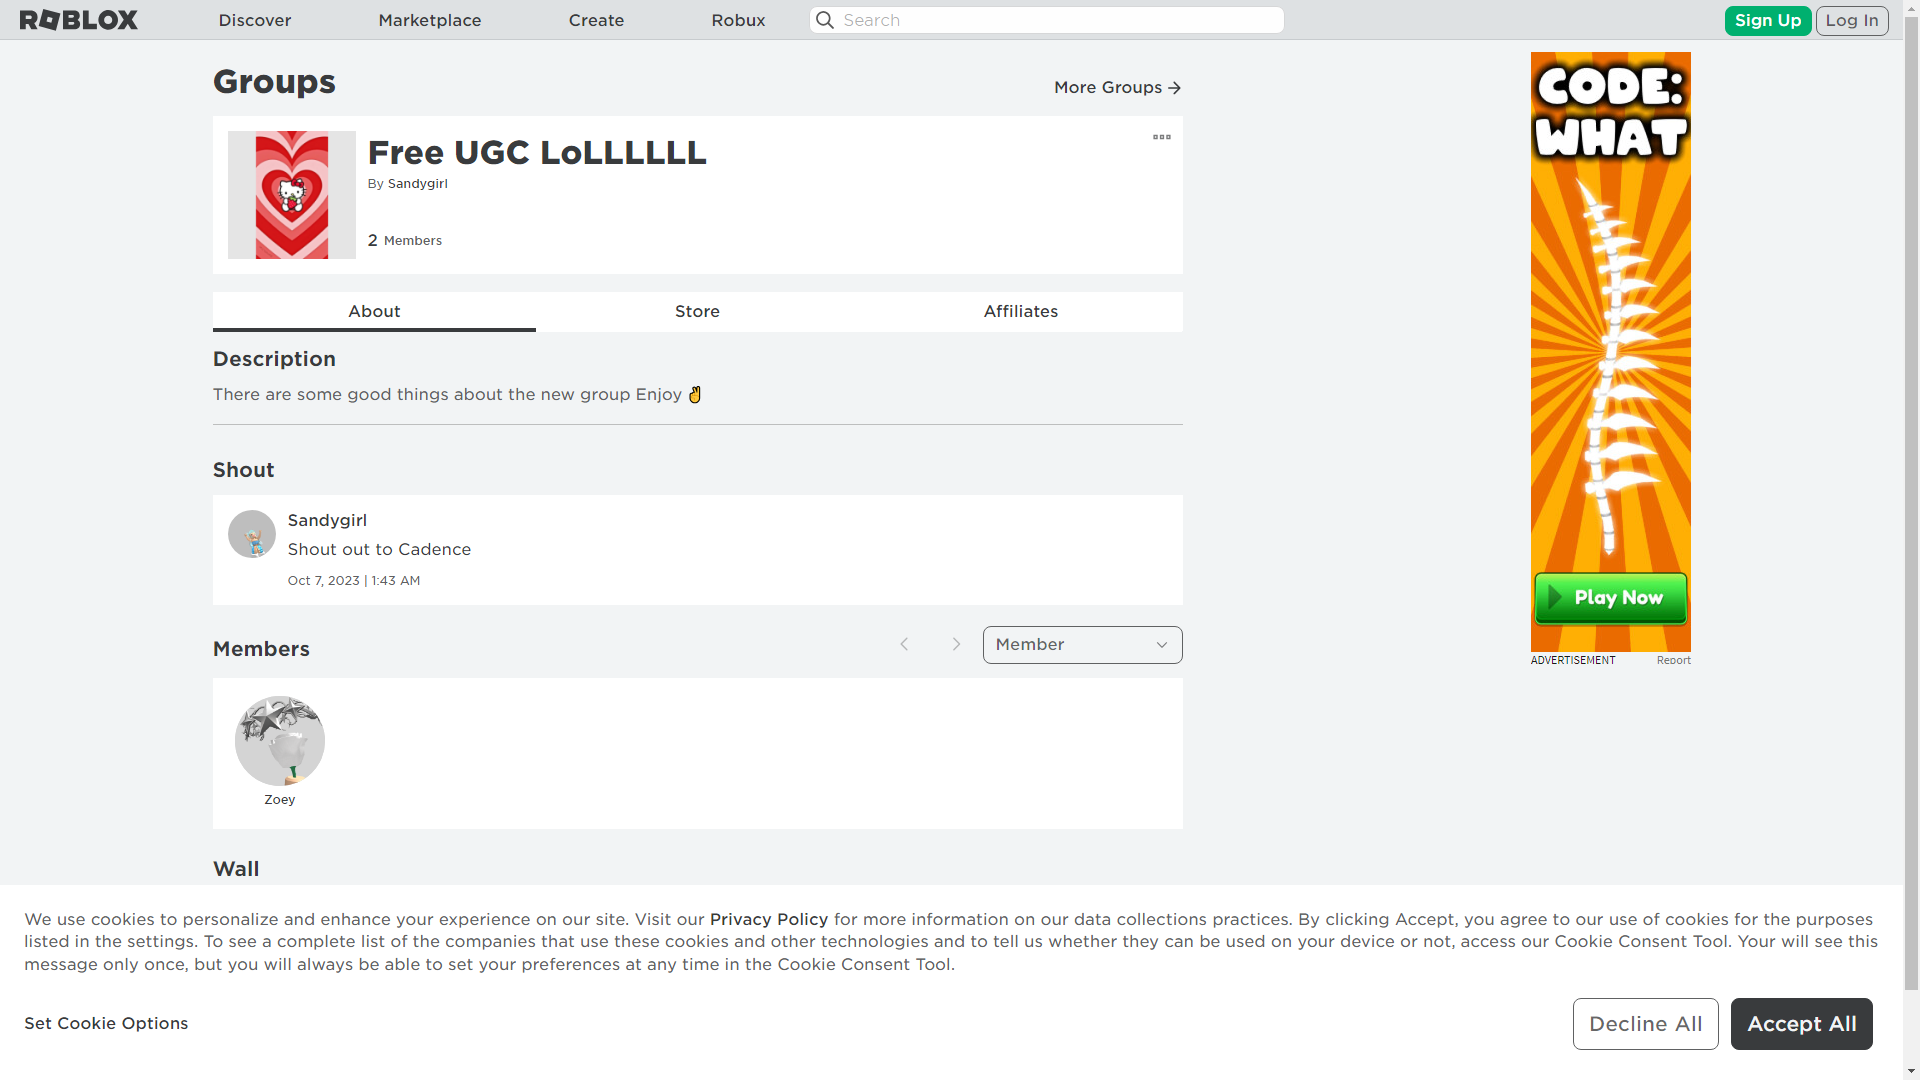 ROBLOX
Discover
Marketplace
Create
Robux
Search
Sign Up
Log In
Groups
More Groups
Free UGC LoLLLLLL
By Sandygirl
2 Members
About
Store
Affiliates
Description
There are some good things about the new group Enjoy ✌
Shout
Sandygirl
Shout out to Cadence
Oct 7, 2023 | 1:43 AM
Members
Member
Zoey
Wall
CODE:
WHAT
Play Now
ADVERTISEMENT
Report
We use cookies to personalize and enhance your experience on our site. Visit our Privacy Policy for more information on our data collections practices. By clicking Accept, you agree to our use of cookies for the purposes
listed in the settings. To see a complete list of the companies that use these cookies and other technologies and to tell us whether they can be used on your device or not, access our Cookie Consent Tool. Your will see this
message only once, but you will always be able to set your preferences at any time in the Cookie Consent Tool.
Set Cookie Options
Decline All
Accept All